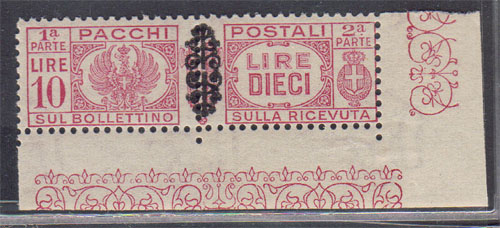 1ª PARTE PACCHI
LIRE 10
SUL BOLLETTINO
POSTALI 2ª PARTE
LIRE DIECI
SULLA RICEVUTA